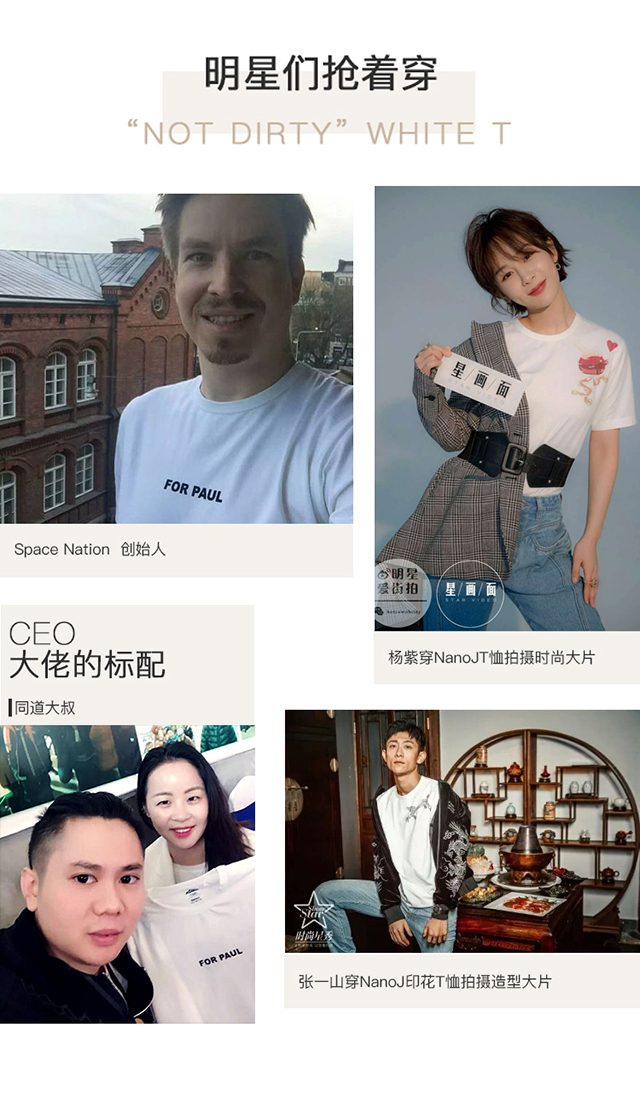 明星们抢着穿
“NOT DIRTY” WHITE T
FOR PAUL
Space Nation 创始人
星/画/面
明星
爱街拍
星/画/面
STAR VIDEO
杨紫穿NanoJT恤拍摄时尚大片
CEO
大佬的标配
同道大叔
FOR PAUL
Star
时尚星秀
张一山穿NanoJ印花T恤拍摄造型大片